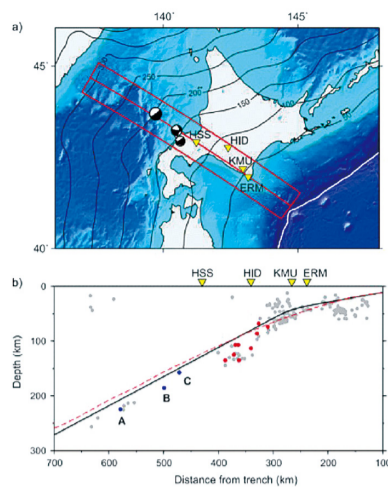 a)
140° 145°
45°
250
200
150
100
50
HSS
HID
KMU
ERM
40°
b)
HSS HID KMU ERM
0
100
200
300
Depth (km)
C
B
A
700 600 500 400 300 200 100
Distance from trench (km)